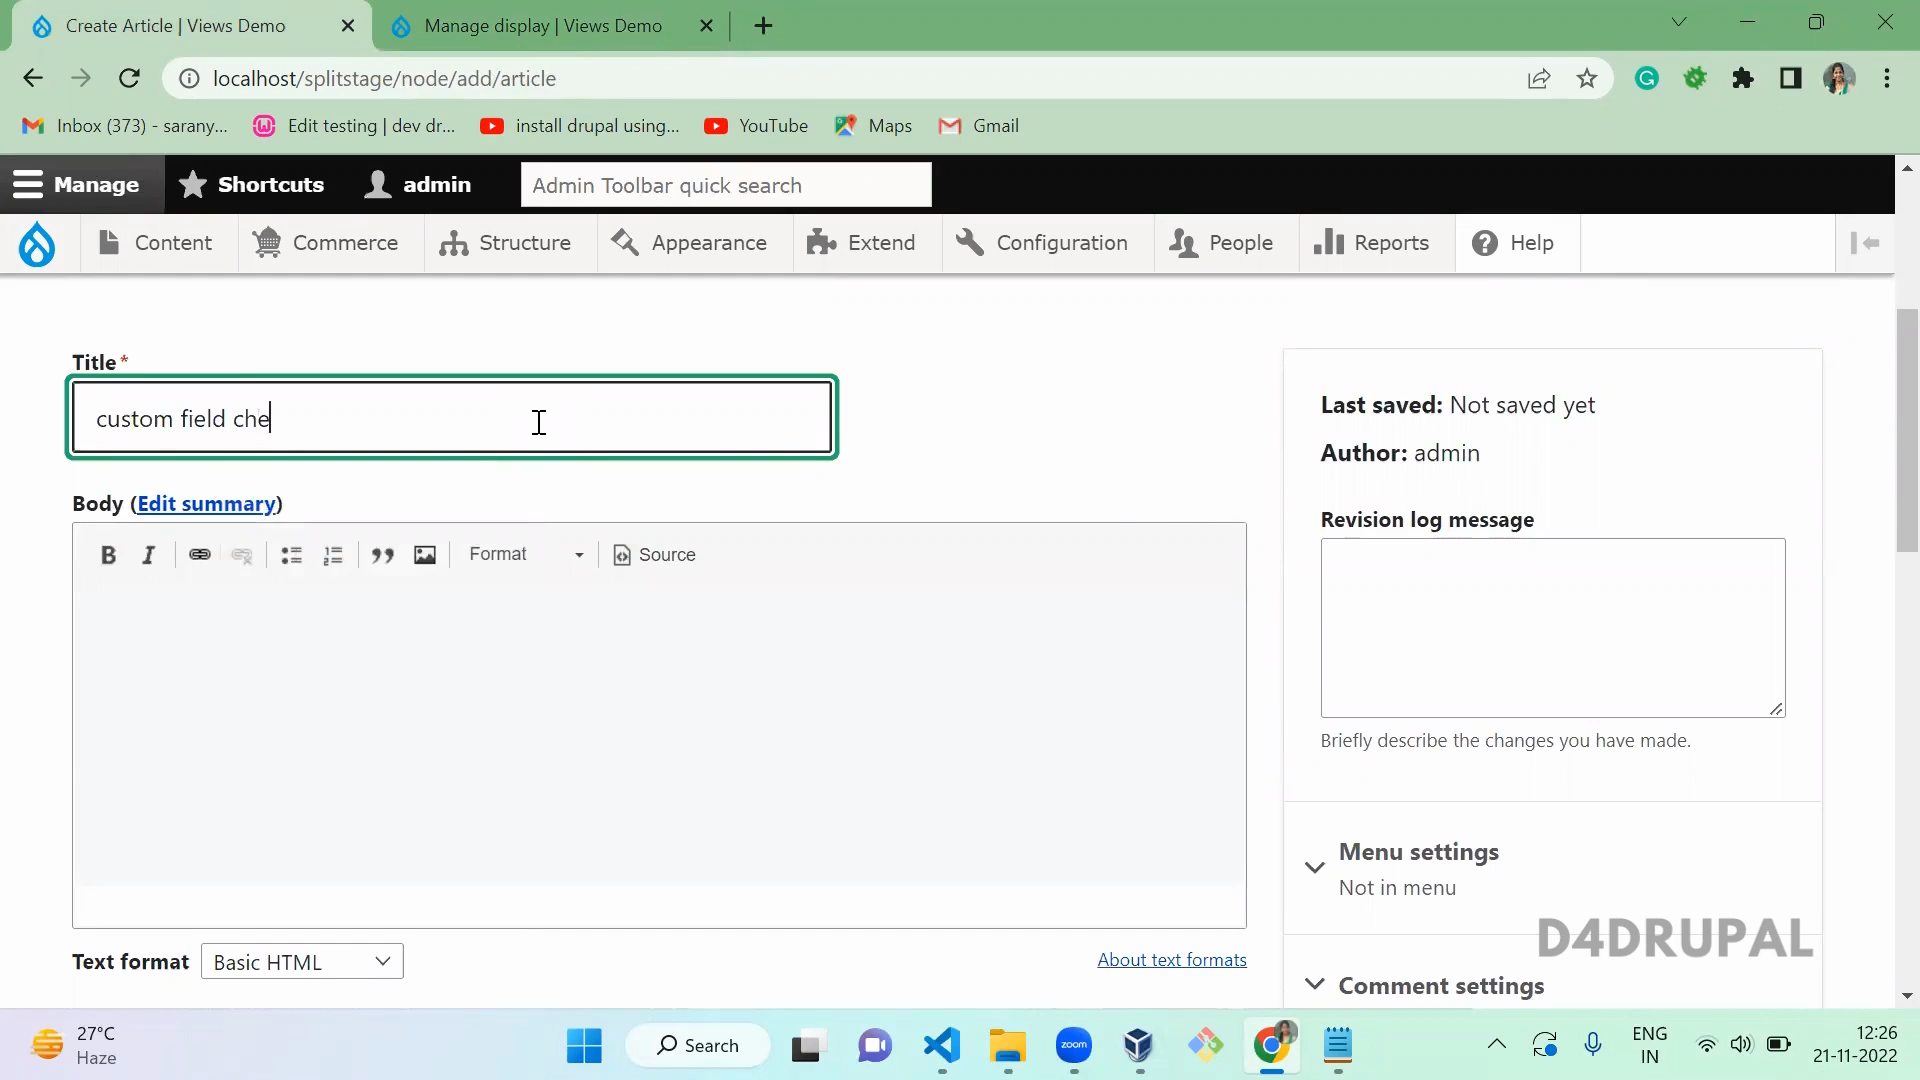 Create Article | Views Demo
Manage display | Views Demo
localhost/splitstage/node/add/article
Inbox (373) - sarany...
Edit testing | dev dr...
install drupal using...
YouTube
Maps
Gmail
Manage
Shortcuts
admin
Admin Toolbar quick search
Content
Commerce
Structure
Appearance
Extend
Configuration
People
Reports
Help
Title*
custom field che
Body (Edit summary)
Format
Source
Text format
Basic HTML
About text formats
Last saved: Not saved yet
Author: admin
Revision log message
Briefly describe the changes you have made.
Menu settings
Not in menu
D4DRUPAL
Comment settings
27°C
Haze
Search
zoom
ENG
IN
12:26
21-11-2022